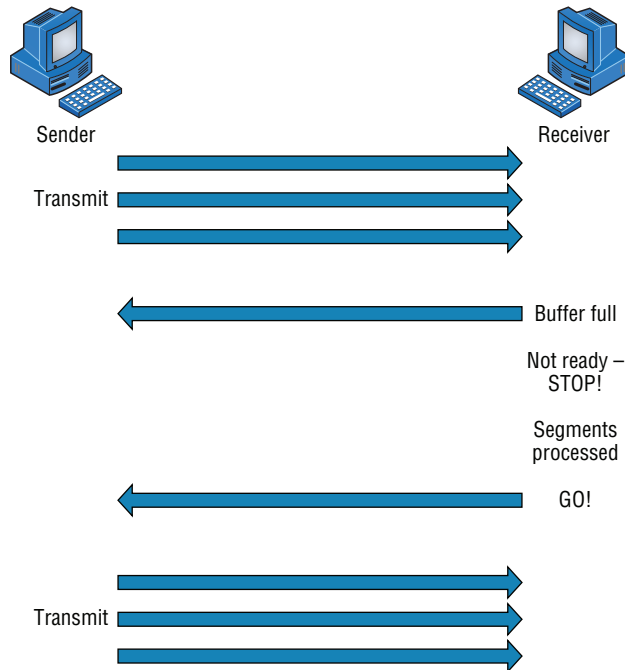 Sender
Receiver
Transmit
Buffer full
Not ready –
STOP!
Segments
processed
GO!
Transmit